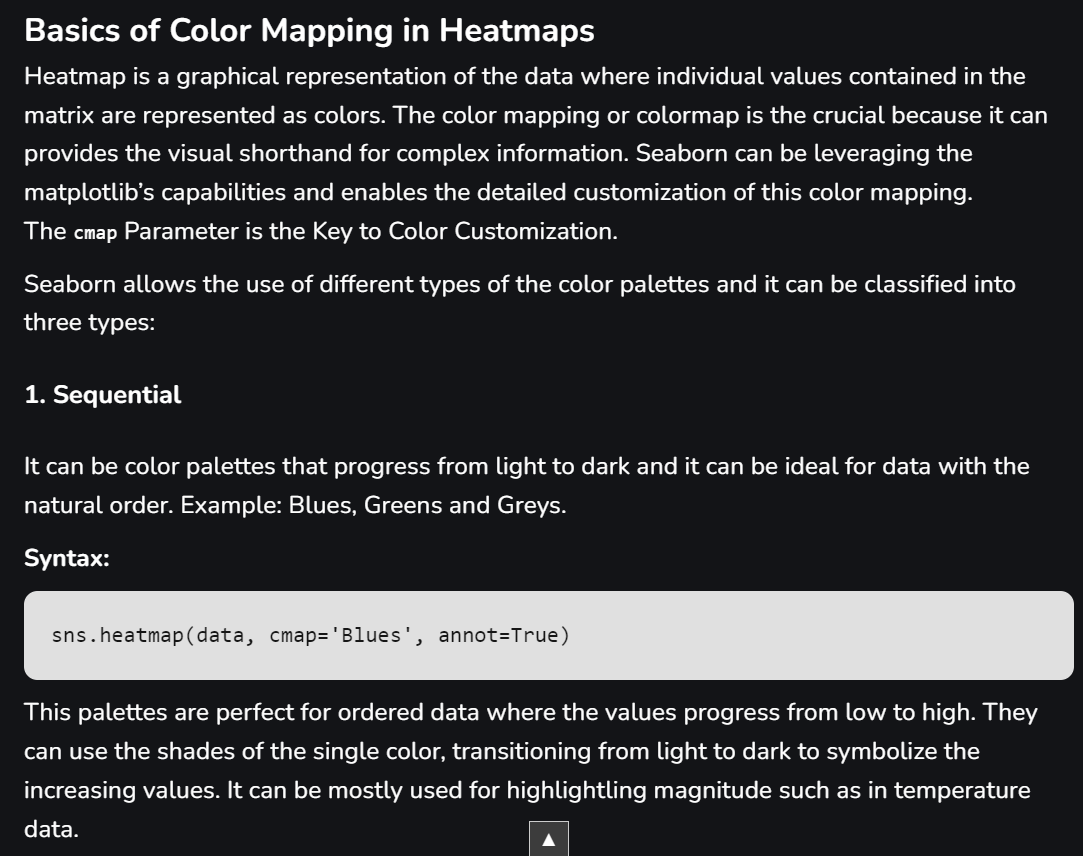 Basics of Color Mapping in Heatmaps
Heatmap is a graphical representation of the data where individual values contained in the
matrix are represented as colors. The color mapping or colormap is the crucial because it can
provides the visual shorthand for complex information. Seaborn can be leveraging the
matplotlib’s capabilities and enables the detailed customization of this color mapping.
The cmap Parameter is the Key to Color Customization.
Seaborn allows the use of different types of the color palettes and it can be classified into
three types:
1. Sequential
It can be color palettes that progress from light to dark and it can be ideal for data with the
natural order. Example: Blues, Greens and Greys.
Syntax:
sns.heatmap(data, cmap='Blues', annot=True)
This palettes are perfect for ordered data where the values progress from low to high. They
can use the shades of the single color, transitioning from light to dark to symbolize the
increasing values. It can be mostly used for highlightling magnitude such as in temperature
data.